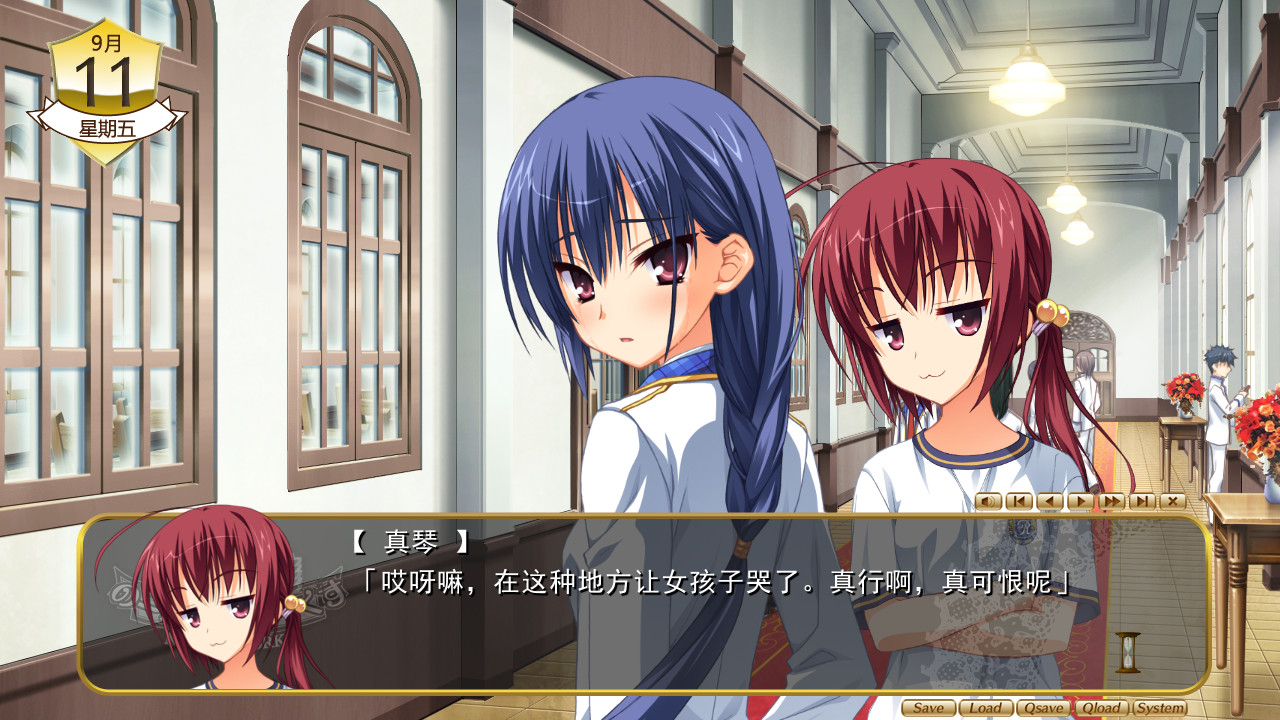 9月
11
星期五
【 真琴 】
「哎呀嘛，在这种地方让女孩子哭了。真行啊，真可恨呢」
Save Load Qsave Qload System